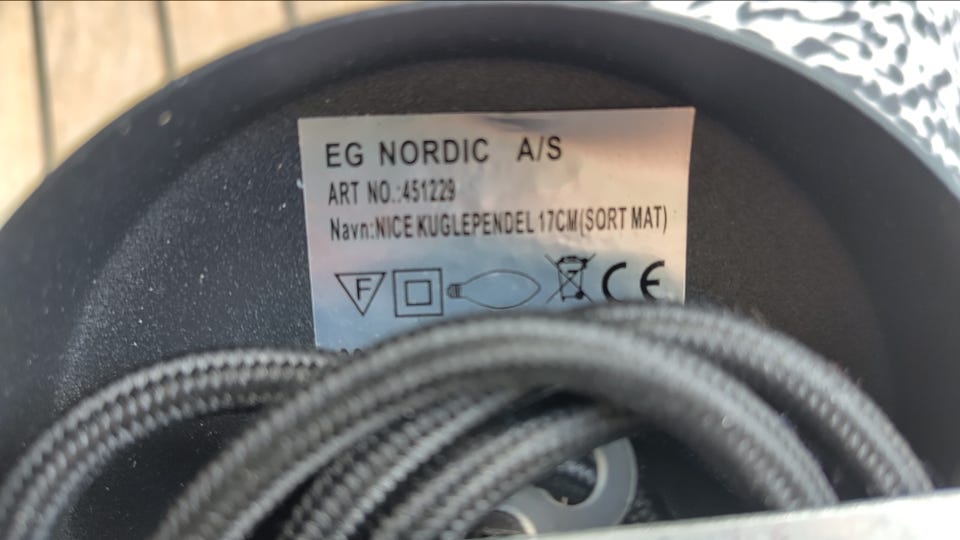 EG NORDIC A/S
ART NO.:451229
Navn:NICE KUGLEPENDEL 17CM(SORT MAT)
F CE